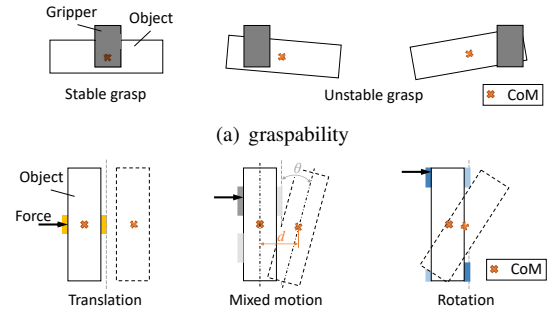 Gripper
Object
Stable grasp
Unstable grasp
CoM
(a) graspability
Object
Force
θ
d
CoM
Translation
Mixed motion
Rotation